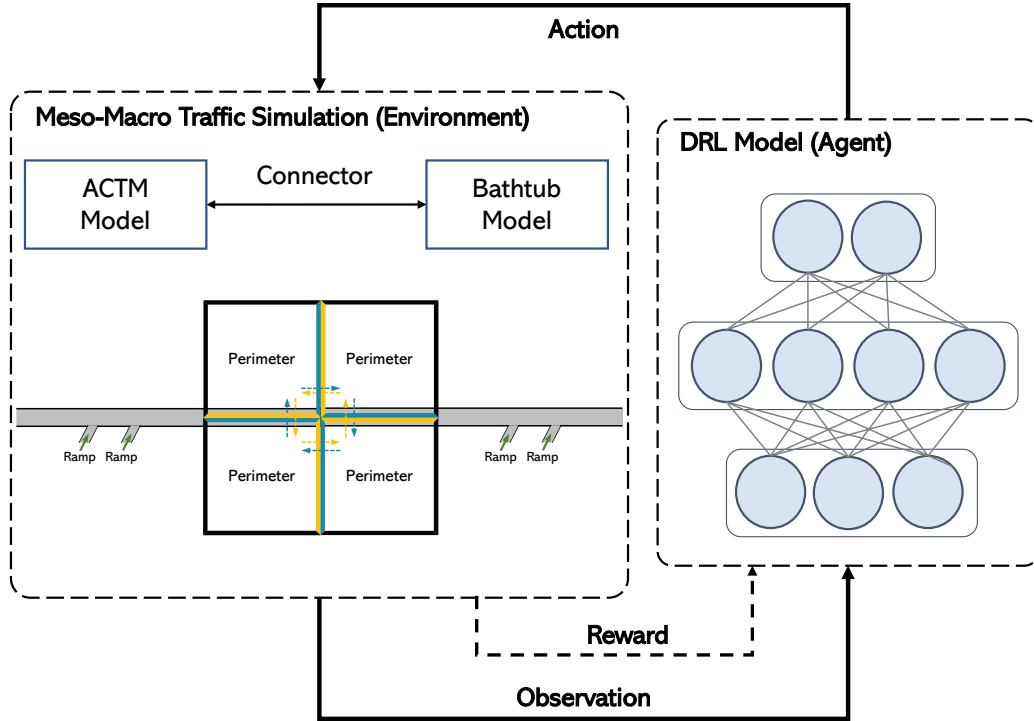 Action
Meso-Macro Traffic Simulation (Environment)
DRL Model (Agent)
ACTM
Model
Connector
Bathtub
Model
Perimeter
Perimeter
Ramp
Ramp
Perimeter
Perimeter
Ramp
Ramp
Reward
Observation